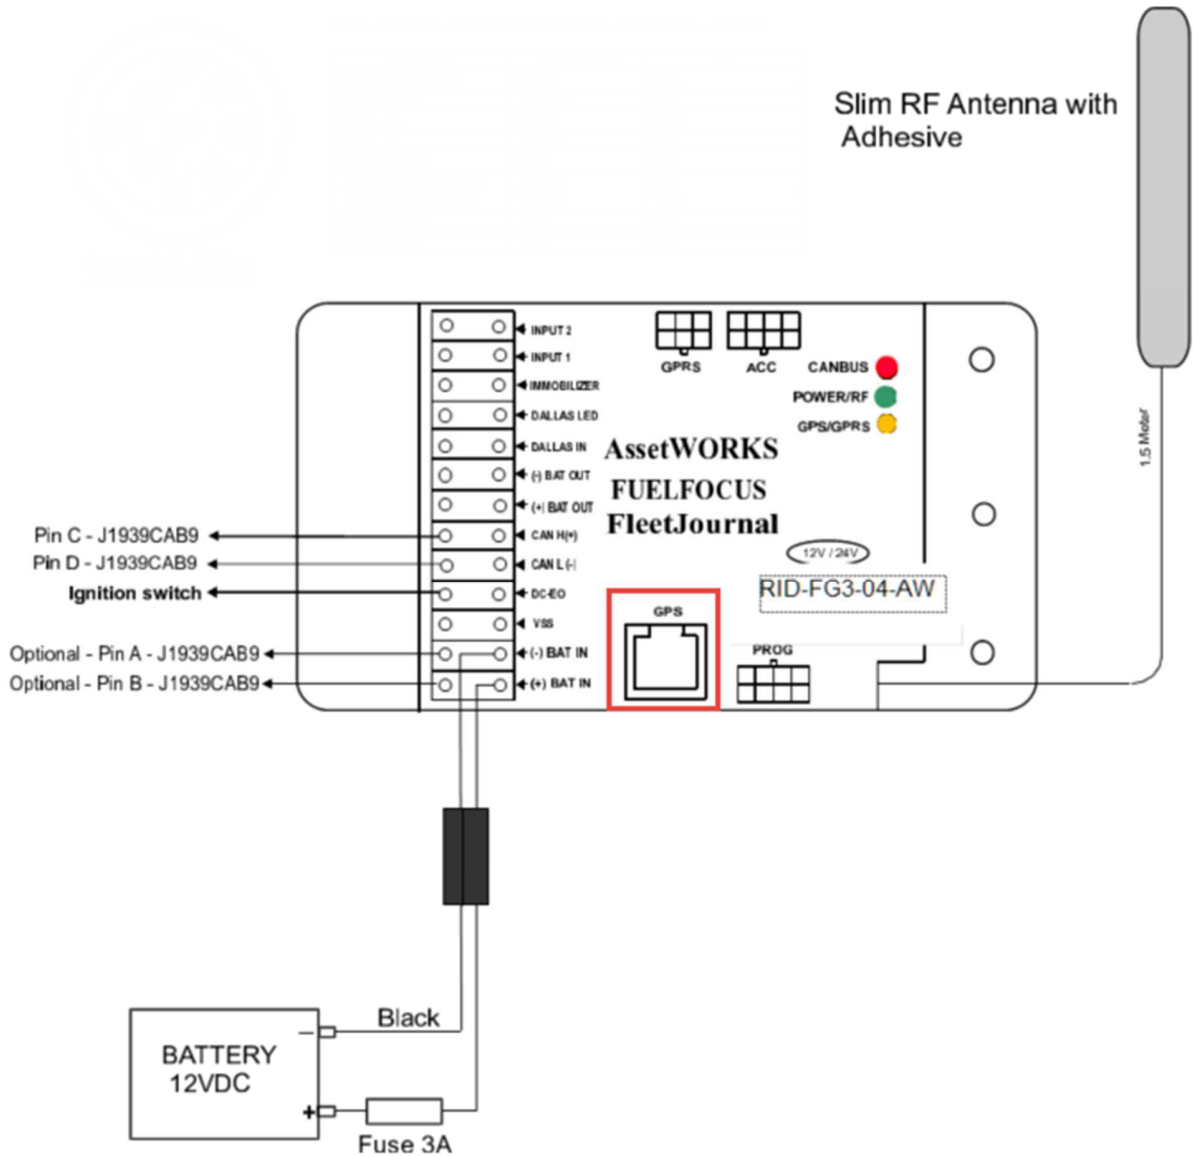 Slim RF Antenna with
Adhesive
1.5 Meter
INPUT 2
INPUT 1
IMMOBILIZER
DALLAS LED
DALLAS IN
(-) BAT OUT
(+) BAT OUT
CAN H(+)
CAN L (-)
DC-EO
VSS
(-) BAT IN
(+) BAT IN
GPRS
ACC
CANBUS
POWER/RF
GPS/GPRS
AssetWORKS
FUELFOCUS
FleetJournal
12V / 24V
RID-FG3-04-AW
GPS
PROG
Pin C - J1939CAB9
Pin D - J1939CAB9
Ignition switch
Optional - Pin A - J1939CAB9
Optional - Pin B - J1939CAB9
Black
–
BATTERY
12VDC
+
Fuse 3A